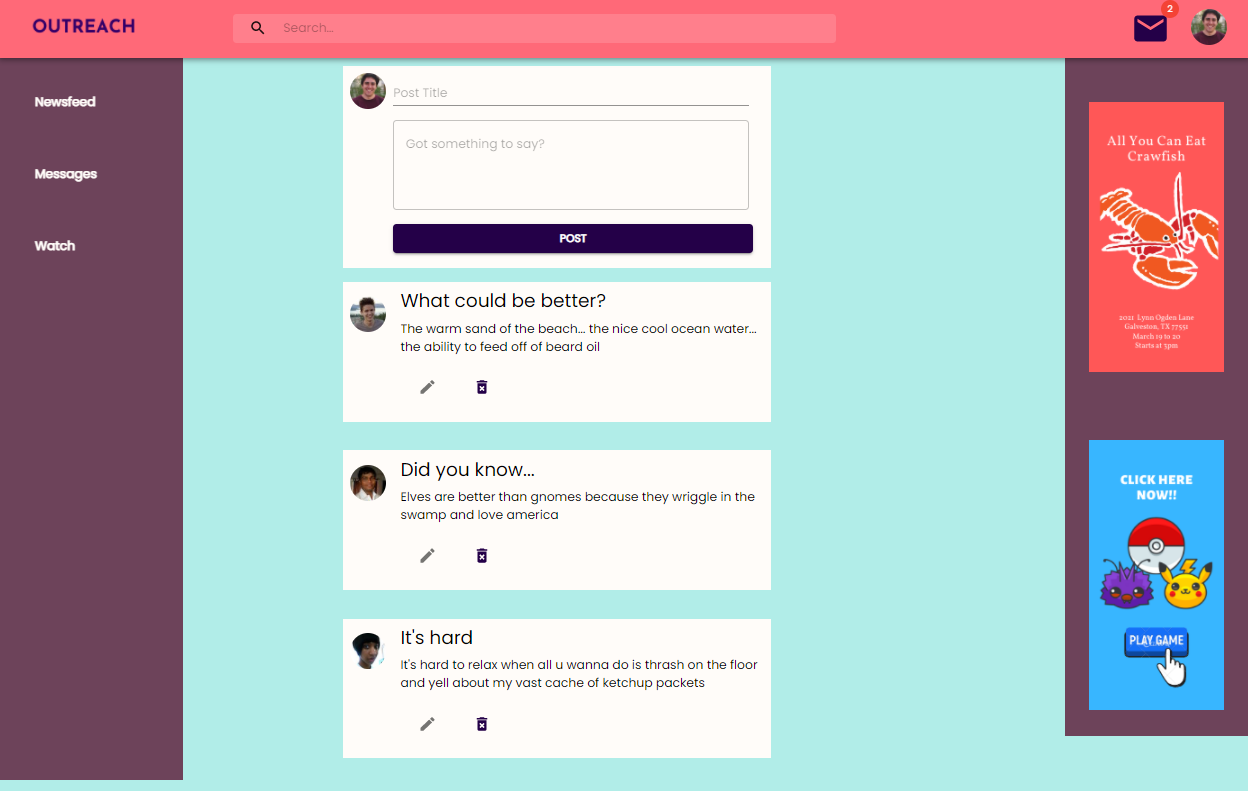 OUTREACH
Search...
2
Newsfeed
Messages
Watch
Post Title
Got something to say?
POST
What could be better?
The warm sand of the beach... the nice cool ocean water...
the ability to feed off of beard oil
Did you know...
Elves are better than gnomes because they wriggle in the
swamp and love america
It's hard
It's hard to relax when all u wanna do is thrash on the floor
and yell about my vast cache of ketchup packets
All You Can Eat
Crawfish
2021 Lynn Ogden Lane
Galveston, TX 77551
March 19 to 20
Starts at 3pm
CLICK HERE
NOW!!
PLAY GAME